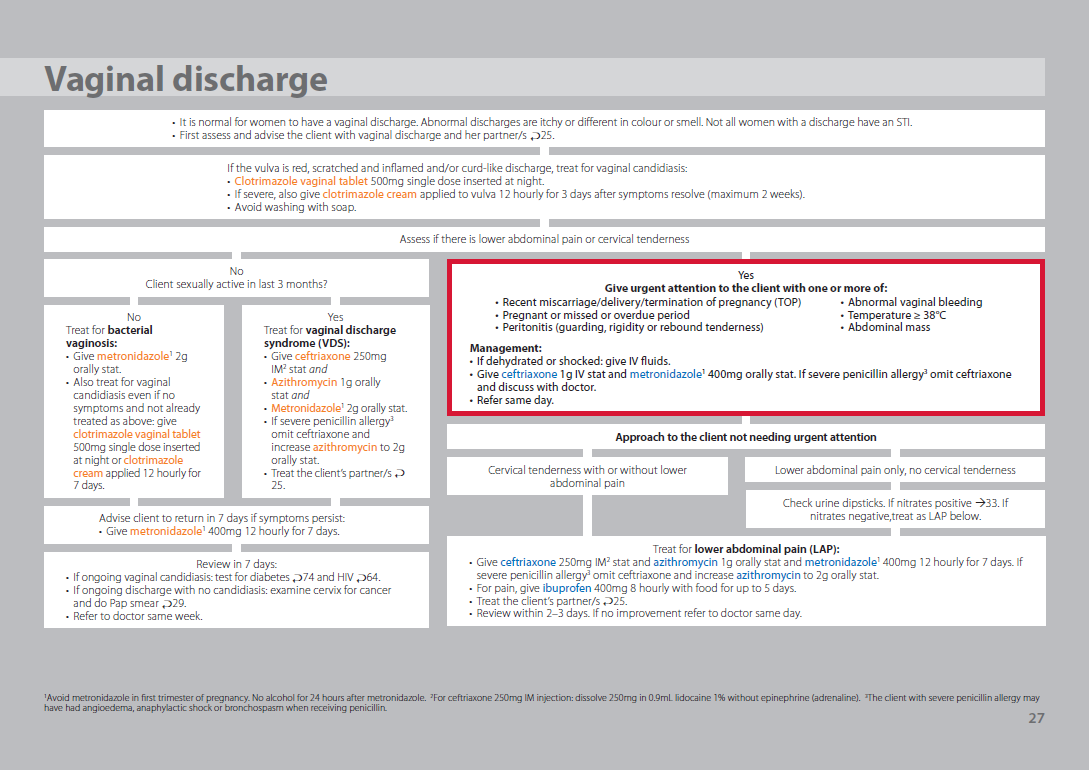 Vaginal discharge
• It is normal for women to have a vaginal discharge. Abnormal discharges are itchy or different in colour or smell. Not all women with a discharge have an STI.
• First assess and advise the client with vaginal discharge and her partner/s ⮌25.
If the vulva is red, scratched and inflamed and/or curd-like discharge, treat for vaginal candidiasis:
• Clotrimazole vaginal tablet 500mg single dose inserted at night.
• If severe, also give clotrimazole cream applied to vulva 12 hourly for 3 days after symptoms resolve (maximum 2 weeks).
• Avoid washing with soap.
Assess if there is lower abdominal pain or cervical tenderness
No
Client sexually active in last 3 months?
No
Treat for bacterial
vaginosis:
• Give metronidazole¹ 2g
orally stat.
• Also treat for vaginal
candidiasis even if no
symptoms and not already
treated as above: give
clotrimazole vaginal tablet
500mg single dose inserted
at night or clotrimazole
cream applied 12 hourly for
7 days.
Yes
Treat for vaginal discharge
syndrome (VDS):
• Give ceftriaxone 250mg
IM² stat and
• Azithromycin 1g orally
stat and
• Metronidazole¹ 2g orally stat.
• If severe penicillin allergy³
omit ceftriaxone and
increase azithromycin to 2g
orally stat.
• Treat the client's partner/s ⮌
25.
Advise client to return in 7 days if symptoms persist:
• Give metronidazole¹ 400mg 12 hourly for 7 days.
Review in 7 days:
• If ongoing vaginal candidiasis: test for diabetes ⮌74 and HIV ⮌64.
• If ongoing discharge with no candidiasis: examine cervix for cancer
and do Pap smear ⮌29.
• Refer to doctor same week.
Yes
Give urgent attention to the client with one or more of:
• Recent miscarriage/delivery/termination of pregnancy (TOP)
• Pregnant or missed or overdue period
• Peritonitis (guarding, rigidity or rebound tenderness)
• Abnormal vaginal bleeding
• Temperature ≥ 38°C
• Abdominal mass
Management:
• If dehydrated or shocked: give IV fluids.
• Give ceftriaxone 1g IV stat and metronidazole¹ 400mg orally stat. If severe penicillin allergy³ omit ceftriaxone
and discuss with doctor.
• Refer same day.
Approach to the client not needing urgent attention
Cervical tenderness with or without lower
abdominal pain
Lower abdominal pain only, no cervical tenderness
Check urine dipsticks. If nitrates positive →33. If
nitrates negative,treat as LAP below.
Treat for lower abdominal pain (LAP):
• Give ceftriaxone 250mg IM² stat and azithromycin 1g orally stat and metronidazole¹ 400mg 12 hourly for 7 days. If
severe penicillin allergy³ omit ceftriaxone and increase azithromycin to 2g orally stat.
• For pain, give ibuprofen 400mg 8 hourly with food for up to 5 days.
• Treat the client's partner/s ⮌25.
• Review within 2–3 days. If no improvement refer to doctor same day.
¹Avoid metronidazole in first trimester of pregnancy. No alcohol for 24 hours after metronidazole. ²For ceftriaxone 250mg IM injection: dissolve 250mg in 0.9mL lidocaine 1% without epinephrine (adrenaline). ³The client with severe penicillin allergy may
have had angioedema, anaphylactic shock or bronchospasm when receiving penicillin.
27